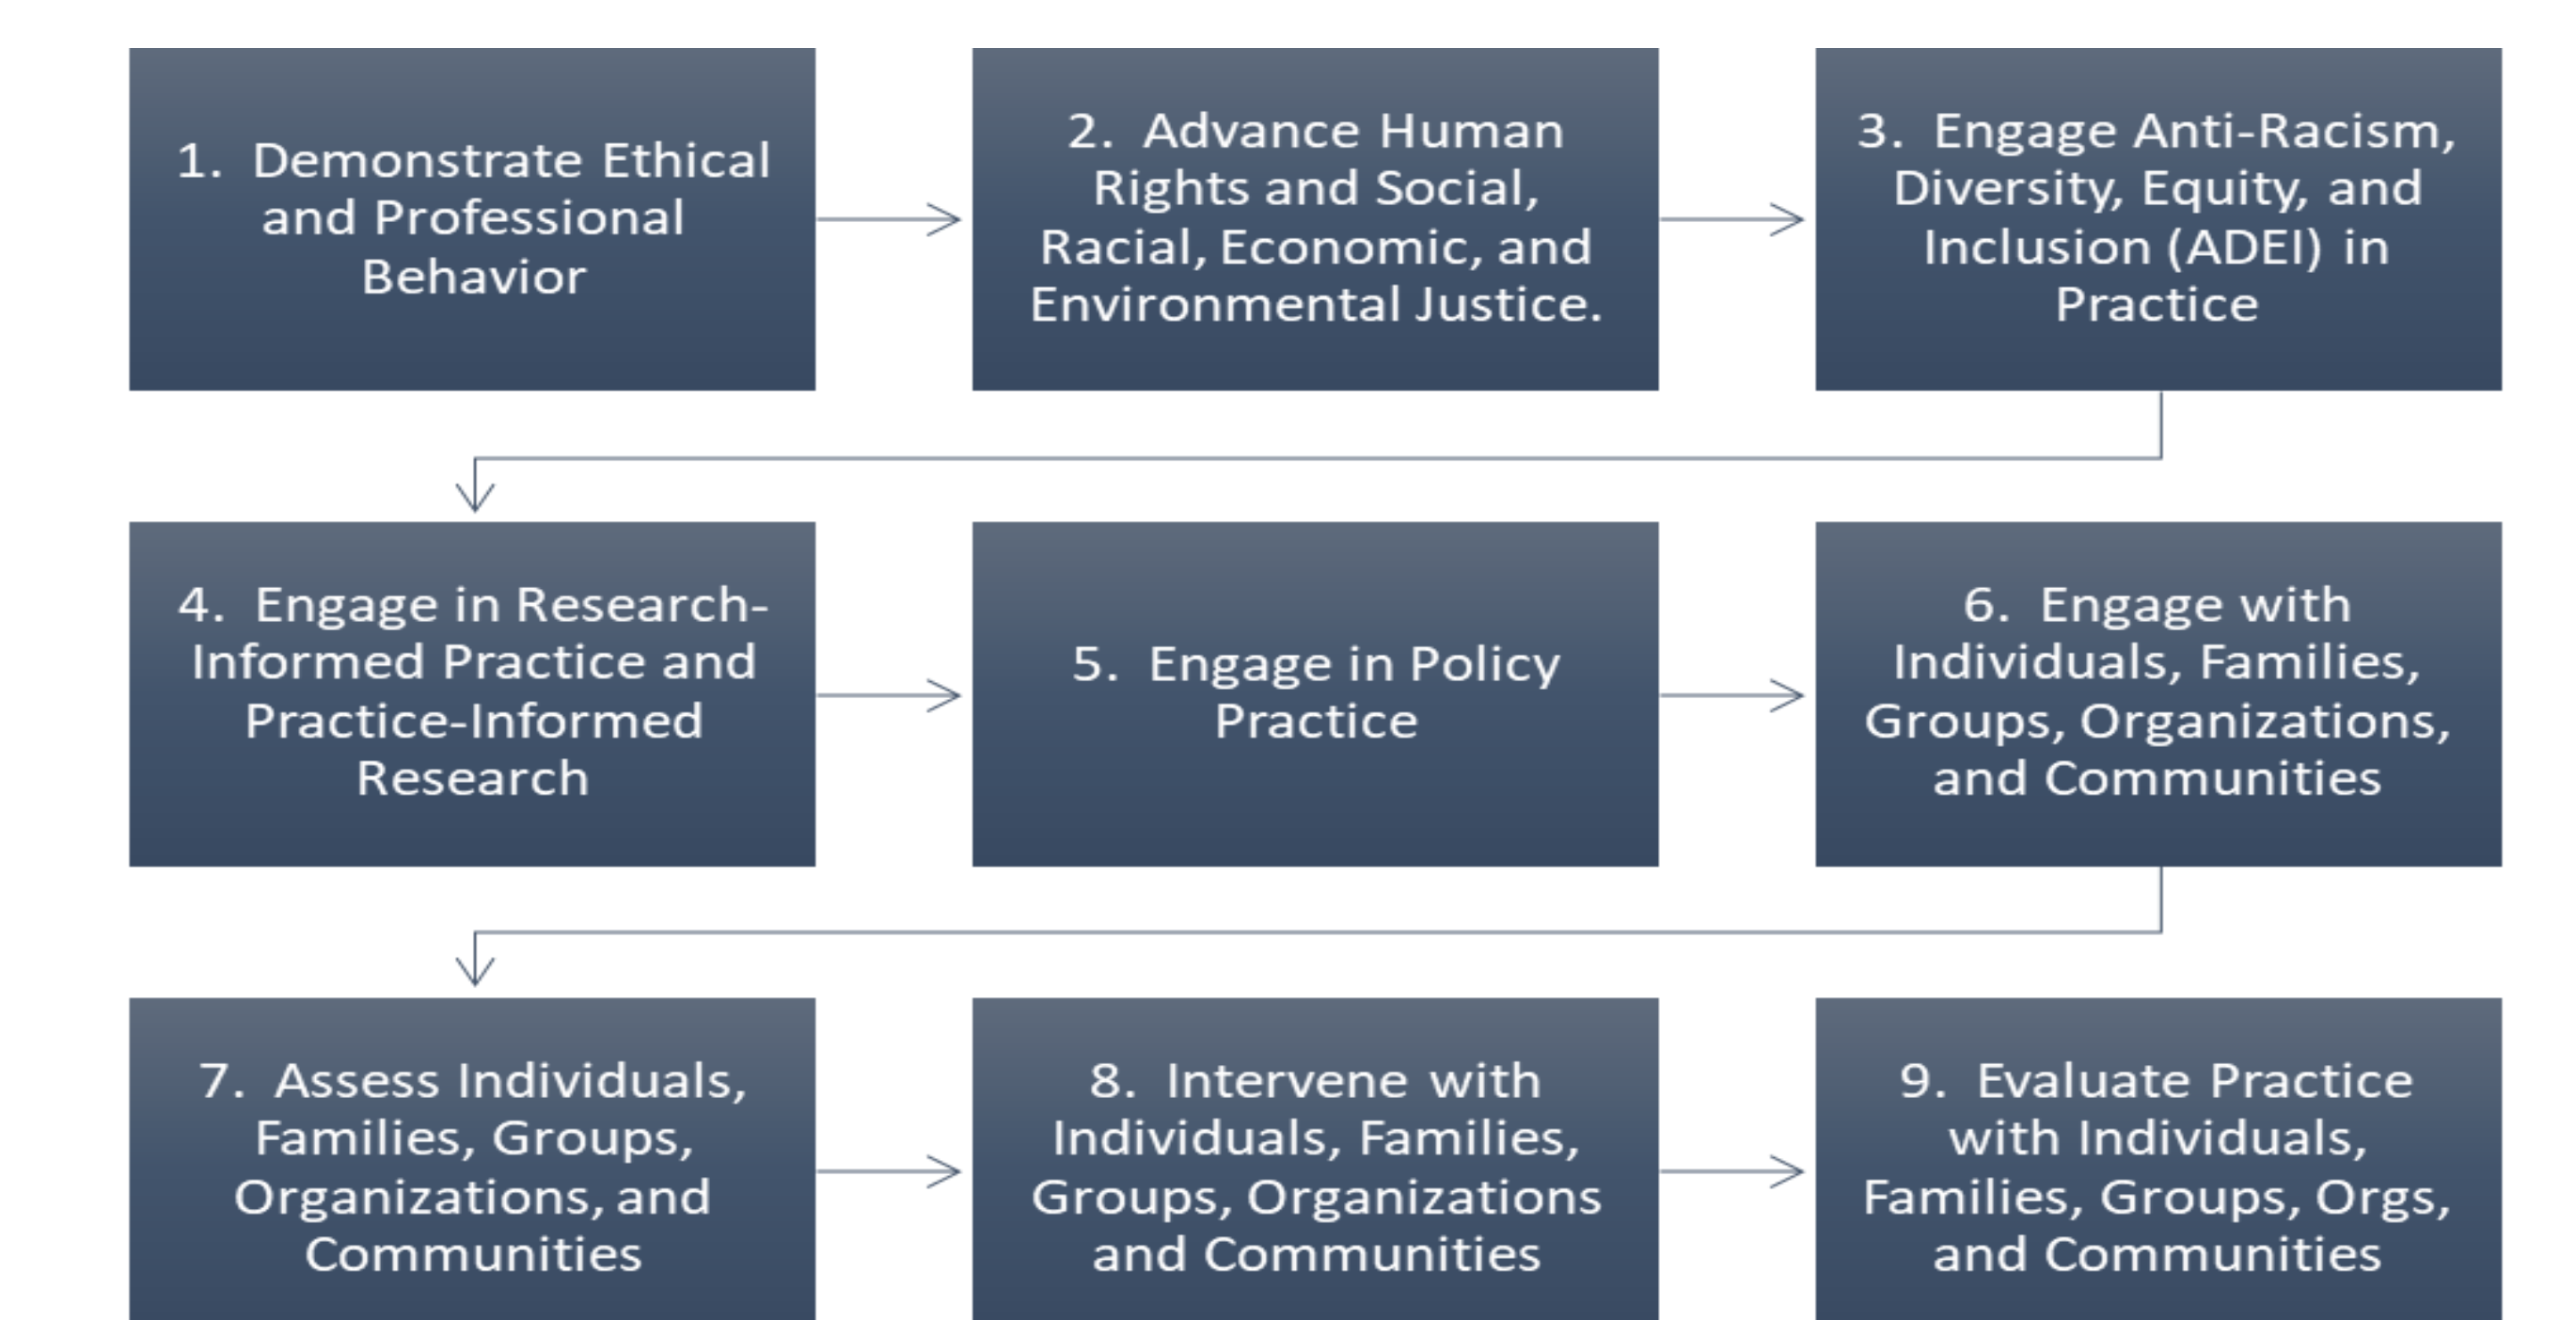 1. Demonstrate Ethical
and Professional
Behavior
2. Advance Human
Rights and Social,
Racial, Economic, and
Environmental Justice.
3. Engage Anti-Racism,
Diversity, Equity, and
Inclusion (ADEI) in
Practice
4. Engage in Research-
Informed Practice and
Practice-Informed
Research
5. Engage in Policy
Practice
6. Engage with
Individuals, Families,
Groups, Organizations,
and Communities
7. Assess Individuals,
Families, Groups,
Organizations, and
Communities
8. Intervene with
Individuals, Families,
Groups, Organizations
and Communities
9. Evaluate Practice
with Individuals,
Families, Groups, Orgs,
and Communities